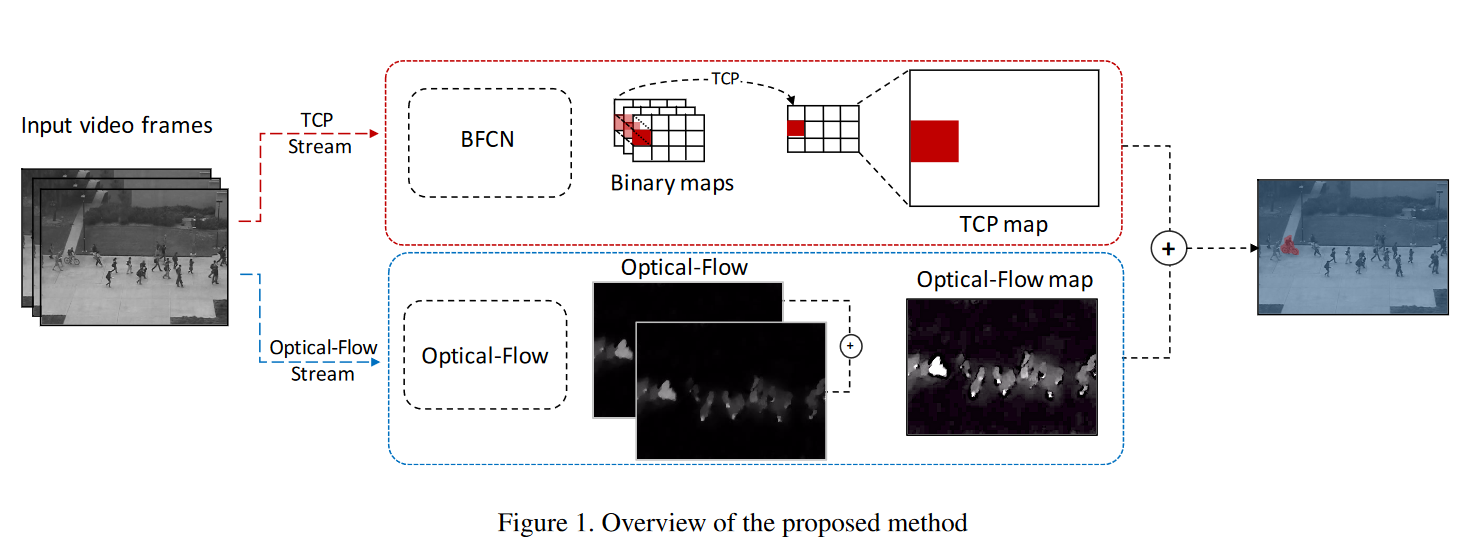 Input video frames
TCP
Stream
BFCN
TCP
Binary maps
TCP map
+
Optical-Flow
Stream
Optical-Flow
Optical-Flow
+
Optical-Flow map
Figure 1. Overview of the proposed method